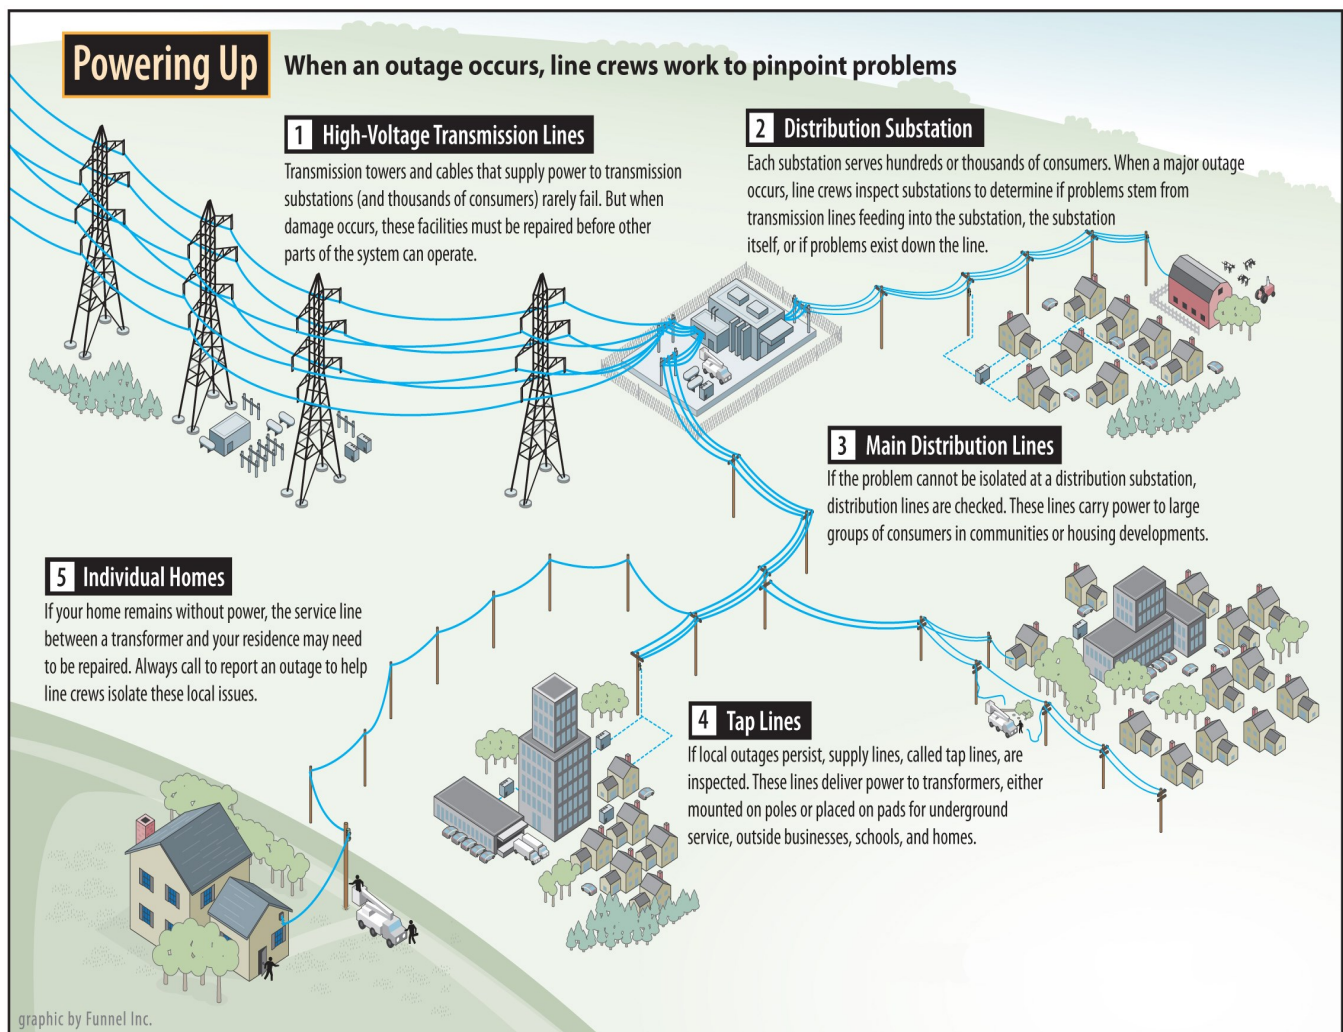 Powering Up
When an outage occurs, line crews work to pinpoint problems
1 High-Voltage Transmission Lines
Transmission towers and cables that supply power to transmission
substations (and thousands of consumers) rarely fail. But when
damage occurs, these facilities must be repaired before other
parts of the system can operate.
2 Distribution Substation
Each substation serves hundreds or thousands of consumers. When a major outage
occurs, line crews inspect substations to determine if problems stem from
transmission lines feeding into the substation, the substation
itself, or if problems exist down the line.
3 Main Distribution Lines
If the problem cannot be isolated at a distribution substation,
distribution lines are checked. These lines carry power to large
groups of consumers in communities or housing developments.
4 Tap Lines
If local outages persist, supply lines, called tap lines, are
inspected. These lines deliver power to transformers, either
mounted on poles or placed on pads for underground
service, outside businesses, schools, and homes.
5 Individual Homes
If your home remains without power, the service line
between a transformer and your residence may need
to be repaired. Always call to report an outage to help
line crews isolate these local issues.
graphic by Funnel Inc.